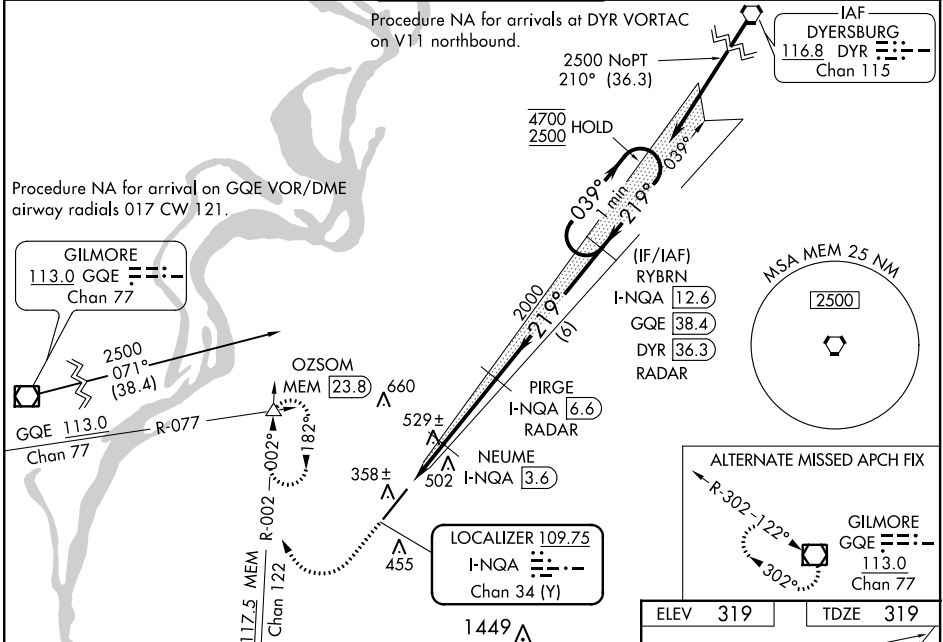 Procedure NA for arrivals at DYR VORTAC
on V11 northbound.
IAF
DYERSBURG
116.8 DYR
Chan 115
2500 NoPT
210° (36.3)
4700
2500
HOLD
039°
039°
1 min
219°
Procedure NA for arrival on GQE VOR/DME
airway radials 017 CW 121.
GILMORE
113.0 GQE
Chan 77
(IF/IAF)
RYBRN
I-NQA 12.6
GQE 38.4
DYR 36.3
RADAR
MSA MEM 25 NM
2500
2000
219°
(6)
2500
071°
(38.4)
OZSOM
MEM 23.8
660
PIRGE
I-NQA 6.6
RADAR
GQE 113.0
Chan 77
R-077
529±
002°
182°
NEUME
I-NQA 3.6
358±
502
R-002
117.5 MEM
Chan 122
LOCALIZER 109.75
I-NQA
Chan 34 (Y)
455
1449
ALTERNATE MISSED APCH FIX
R-302
122°
302°
GILMORE
GQE
113.0
Chan 77
ELEV 319
TDZE 319